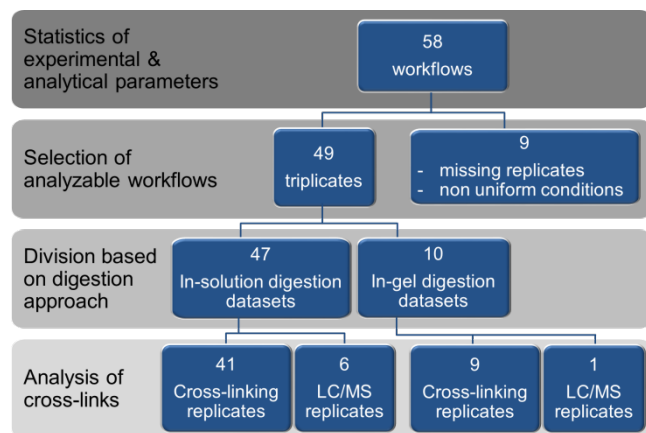 Statistics of
experimental &
analytical parameters
58
workflows
Selection of
analyzable workflows
49
triplicates
9
- missing replicates
- non uniform conditions
Division based
on digestion
approach
47
In-solution digestion
datasets
10
In-gel digestion
datasets
Analysis of
cross-links
41
Cross-linking
replicates
6
LC/MS
replicates
9
Cross-linking
replicates
1
LC/MS
replicates